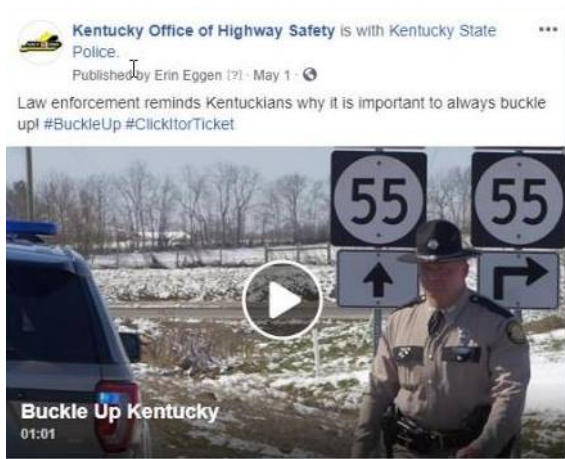 Kentucky Office of Highway Safety is with Kentucky State
Police.
Published by Erin Eggen [?] · May 1 ·
Law enforcement reminds Kentuckians why it is important to always buckle
up! #BuckleUp #ClickItorTicket
55 55
Buckle Up Kentucky
01:01